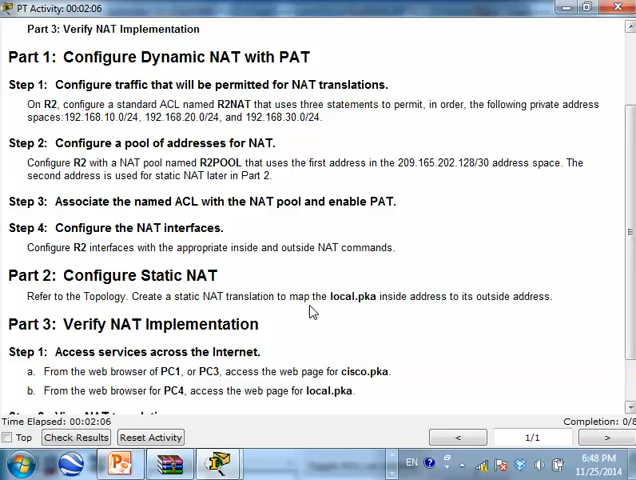 PT Activity: 00:02:06
Part 3: Verify NAT Implementation
Part 1: Configure Dynamic NAT with PAT
Step 1: Configure traffic that will be permitted for NAT translations.
On R2, configure a standard ACL named R2NAT that uses three statements to permit, in order, the following private address
spaces:192.168.10.0/24, 192.168.20.0/24, and 192.168.30.0/24.
Step 2: Configure a pool of addresses for NAT.
Configure R2 with a NAT pool named R2POOL that uses the first address in the 209.165.202.128/30 address space. The
second address is used for static NAT later in Part 2.
Step 3: Associate the named ACL with the NAT pool and enable PAT.
Step 4: Configure the NAT interfaces.
Configure R2 interfaces with the appropriate inside and outside NAT commands.
Part 2: Configure Static NAT
Refer to the Topology. Create a static NAT translation to map the local.pka inside address to its outside address.
Part 3: Verify NAT Implementation
Step 1: Access services across the Internet.
a. From the web browser of PC1, or PC3, access the web page for cisco.pka.
b. From the web browser for PC4, access the web page for local.pka.
Time Elapsed: 00:02:06
Completion: 0/8
Top
Check Results
Reset Activity
<
1/1
>
EN
6:48 PM
11/25/2014